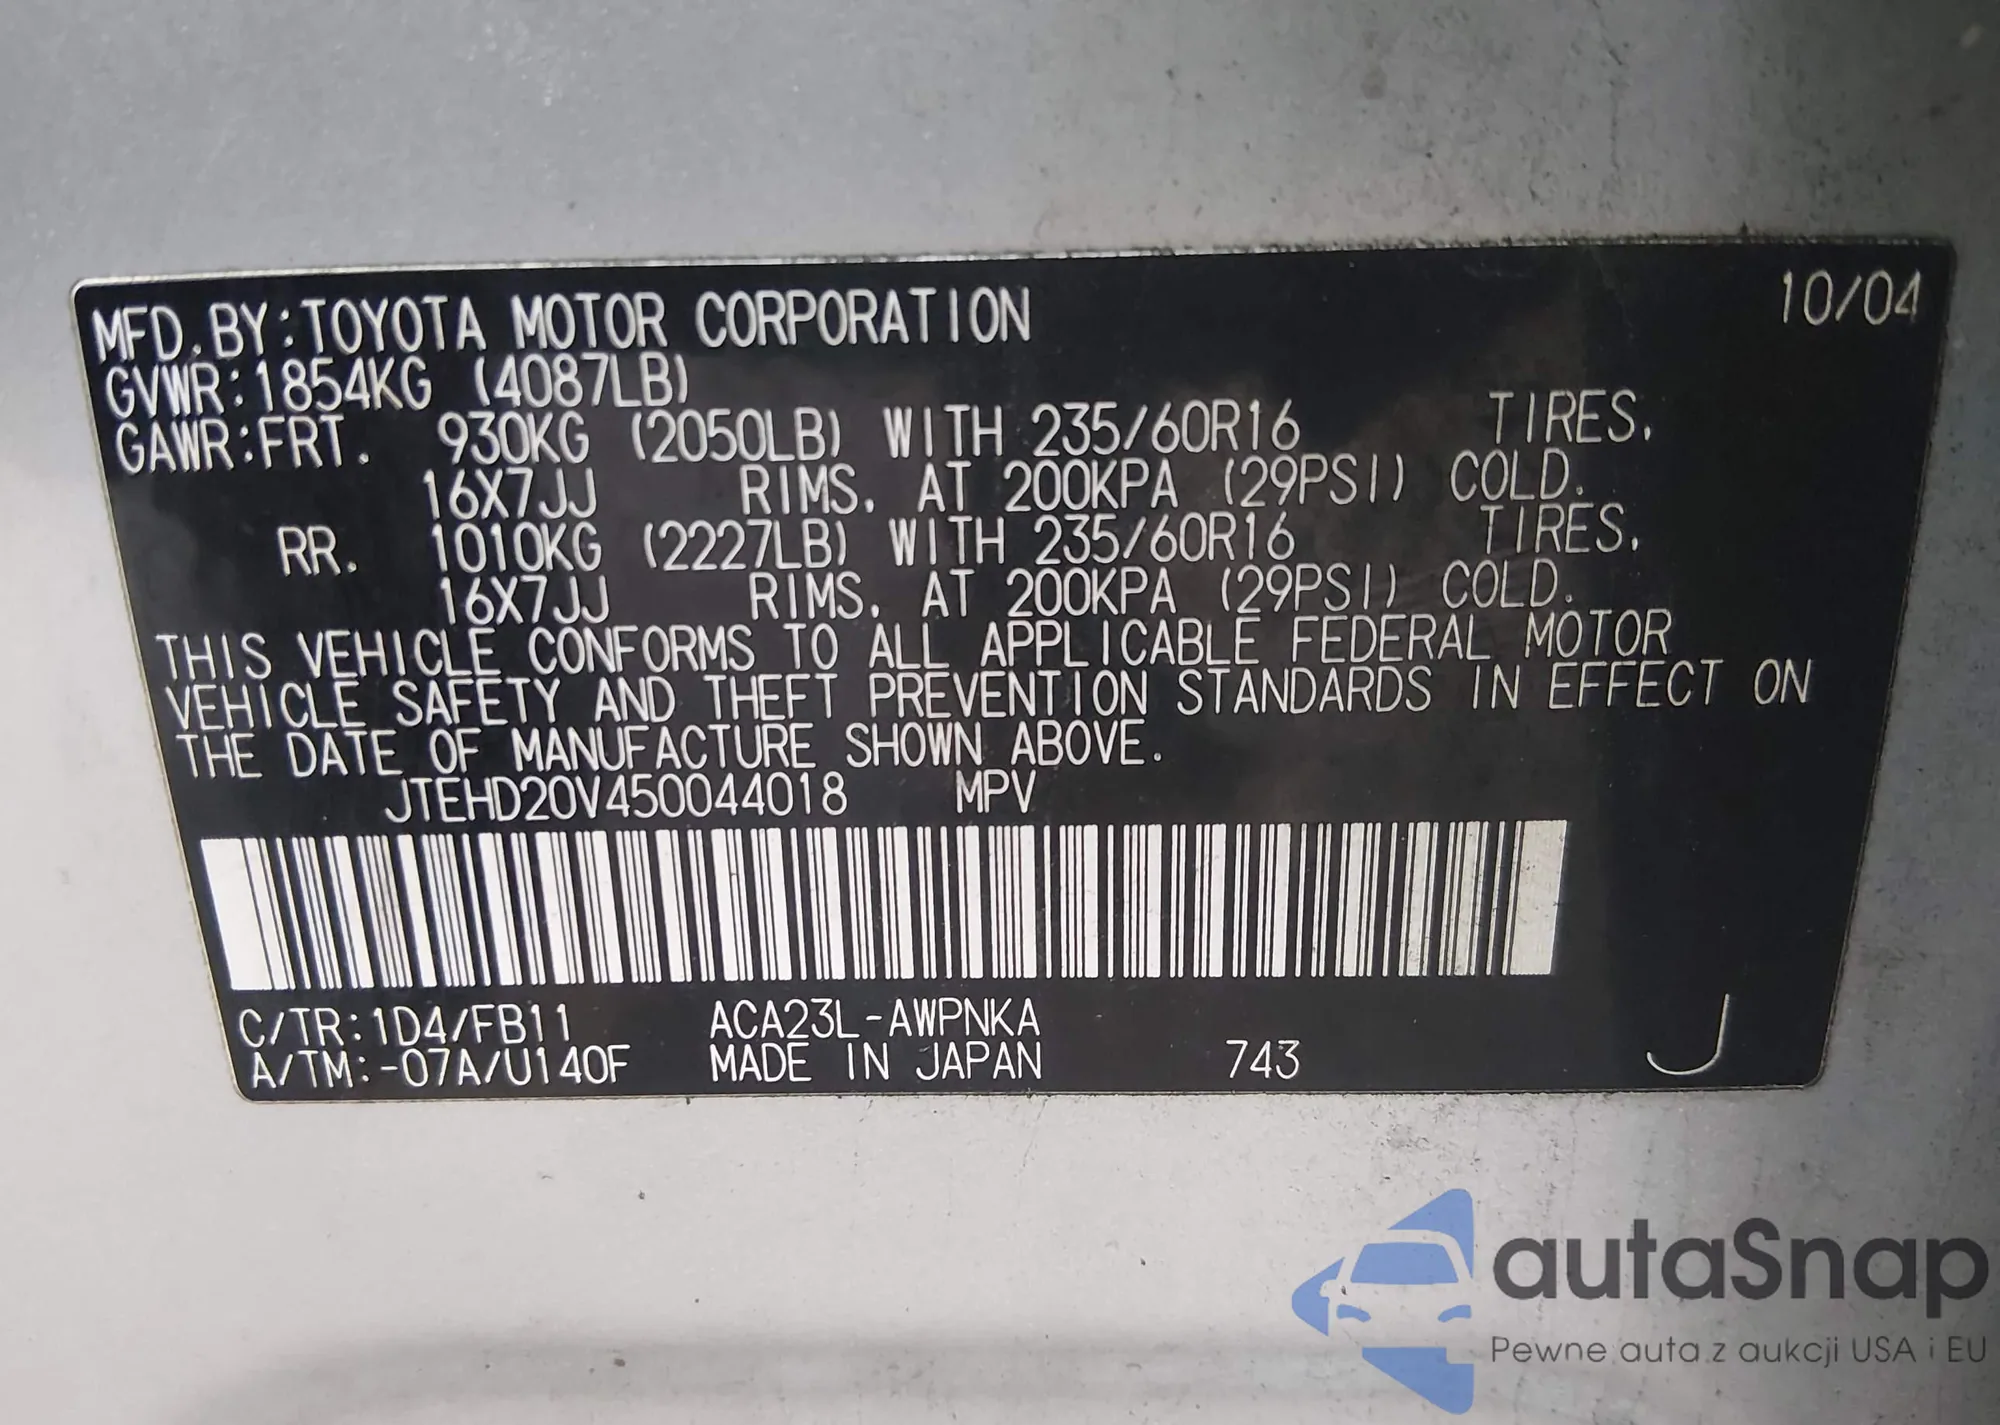 10/04
MFD.BY:TOYOTA MOTOR CORPORATION
GVWR:1854KG (4087LB)
GAWR:FRT. 930KG (2050LB) WITH 235/60R16 TIRES,
16X7JJ RIMS, AT 200KPA (29PSI) COLD.
RR. 1010KG (2227LB) WITH 235/60R16 TIRES,
16X7JJ RIMS, AT 200KPA (29PSI) COLD.
THIS VEHICLE CONFORMS TO ALL APPLICABLE FEDERAL MOTOR
VEHICLE SAFETY AND THEFT PREVENTION STANDARDS IN EFFECT ON
THE DATE OF MANUFACTURE SHOWN ABOVE.
JTEHD20V450044018 MPV
C/TR:1D4/FB11 ACA23L-AWPNKA
A/TM:-07A/U140F MADE IN JAPAN 743 J
autaSnap
Pewne auta z aukcji USA i EU